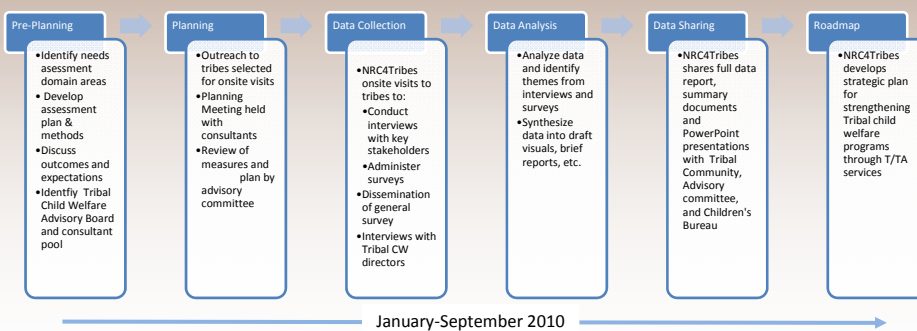 Pre-Planning
•Identify needs
asessment
domain areas
• Develop
assessment
plan &
methods
•Discuss
outcomes and
expectations
•Identfiy Tribal
Child Welfare
Advisory Board
and consultant
pool
Planning
•Outreach to
tribes selected
for onsite visits
•Planning
Meeting held
with
consultants
•Review of
measures and
plan by
advisory
committee
Data Collection
•NRC4Tribes
onsite visits to
tribes to:
•Conduct
interviews
with key
stakeholders
•Administer
surveys
•Dissemination
of general
survey
•Interviews with
Tribal CW
directors
Data Analysis
•Analyze data
and identify
themes from
interviews and
surveys
•Synthesize
data into draft
visuals, brief
reports, etc.
Data Sharing
•NRC4Tribes
shares full data
report,
summary
documents
and
PowerPoint
presentations
with Tribal
Community,
Advisory
committee,
and Children's
Bureau
Roadmap
•NRC4Tribes
develops
strategic plan
for
strengthening
Tribal child
welfare
programs
through T/TA
services
January-September 2010